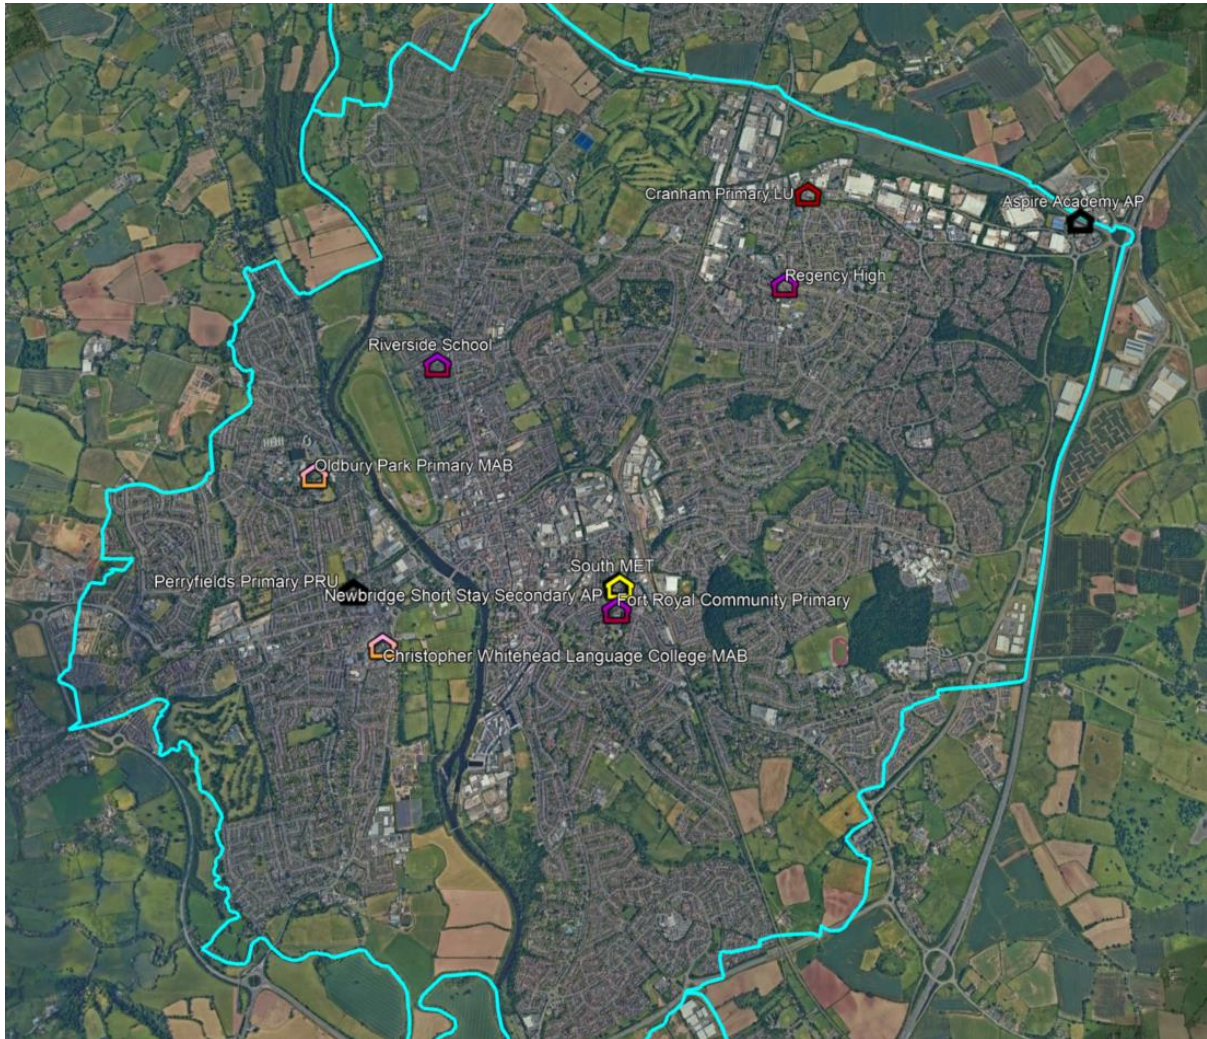 Cranham Primary LU
Aspire Academy AP
Regency High
Riverside School
Oldbury Park Primary MAB
South MET
Perryfields Primary PRU
Newbridge Short Stay Secondary AP
Fort Royal Community Primary
Christopher Whitehead Language College MAB